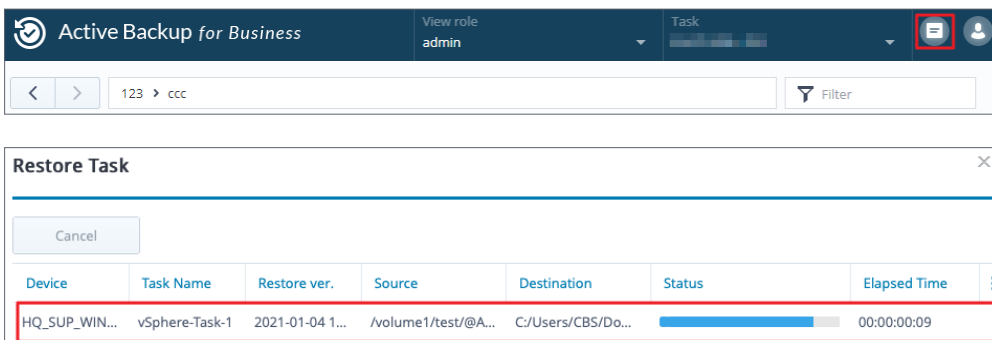 View role
Task
Active Backup for Business
admin
123 > ccc
Filter
Restore Task
Cancel
Device Task Name Restore ver. Source Destination Status Elapsed Time
HQ_SUP_WIN... vSphere-Task-1 2021-01-04 1... /volume1/test/@A... C:/Users/CBS/Do... 00:00:00:09